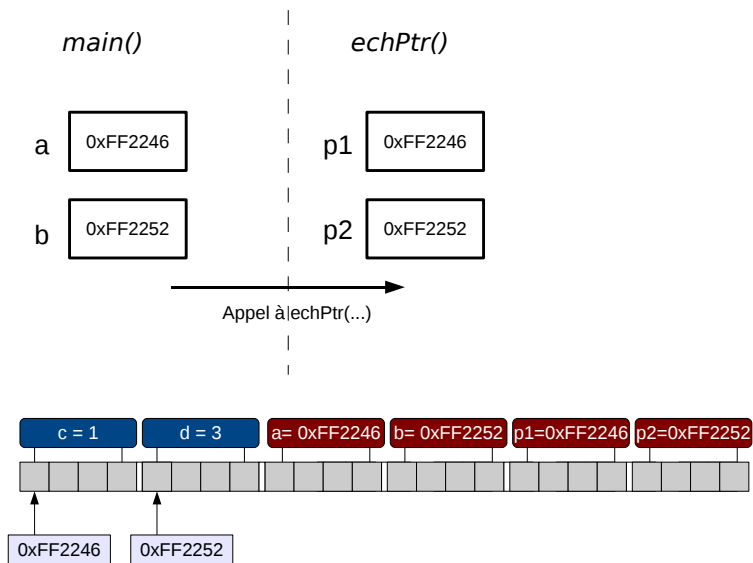 main() echPtr()
a 0xFF2246 p1 0xFF2246
b 0xFF2252 p2 0xFF2252
Appel à echPtr(...)
c = 1 d = 3 a= 0xFF2246 b= 0xFF2252 p1=0xFF2246 p2=0xFF2252
0xFF2246 0xFF2252